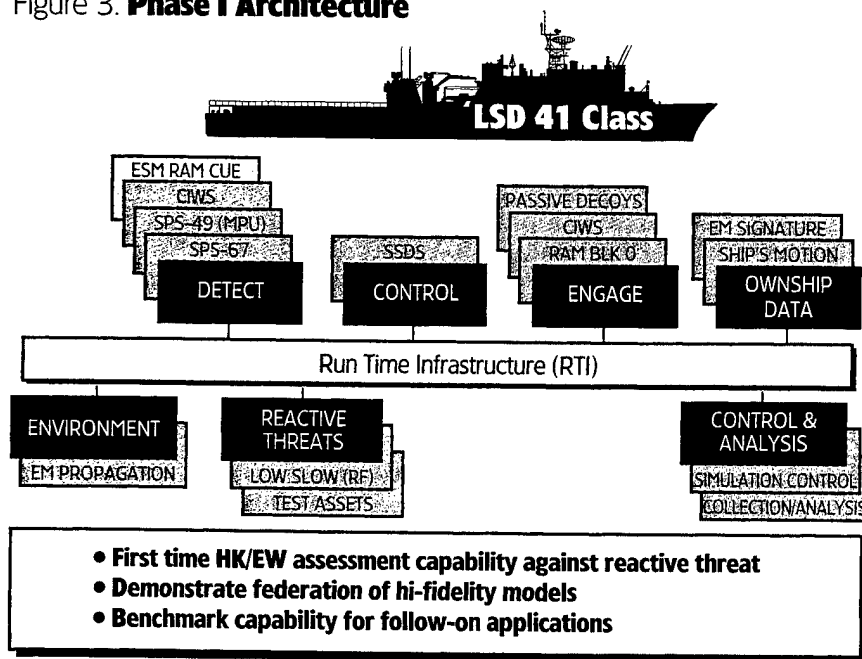 Figure 3. Phase I Architecture
LSD 41 Class
ESM RAM CUE
CIWS
SPS-49 (MPU)
SPS-67
DETECT
SSDS
CONTROL
PASSIVE DECOYS
CIWS
RAM BLK 0
ENGAGE
EM SIGNATURE
SHIP'S MOTION
OWNSHIP
DATA
Run Time Infrastructure (RTI)
ENVIRONMENT
EM PROPAGATION
REACTIVE
THREATS
LOW SLOW (RF)
TEST ASSETS
CONTROL &
ANALYSIS
SIMULATION CONTROL
COLLECTION/ANALYSIS
• First time HK/EW assessment capability against reactive threat
• Demonstrate federation of hi-fidelity models
• Benchmark capability for follow-on applications